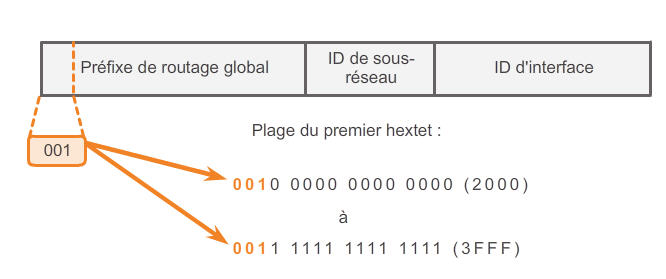 Préfixe de routage global
ID de sous-
réseau
ID d'interface
001
Plage du premier hextet :
0010 0000 0000 0000 (2000)
à
0011 1111 1111 1111 (3FFF)